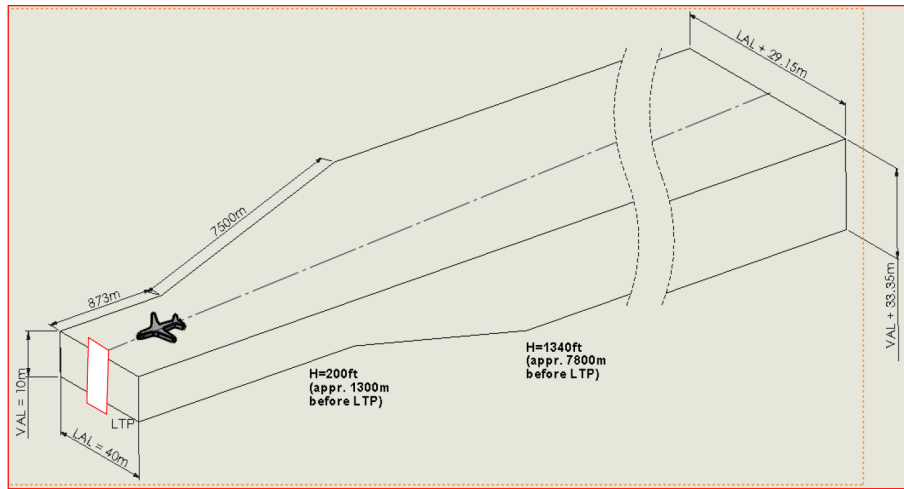 LAL + 29.15m
7500m
873m
VAL + 33.35m
H=1340ft
(appr. 7800m
before LTP)
H=200ft
(appr. 1300m
before LTP)
VAL = 10m
LTP
LAL = 40m